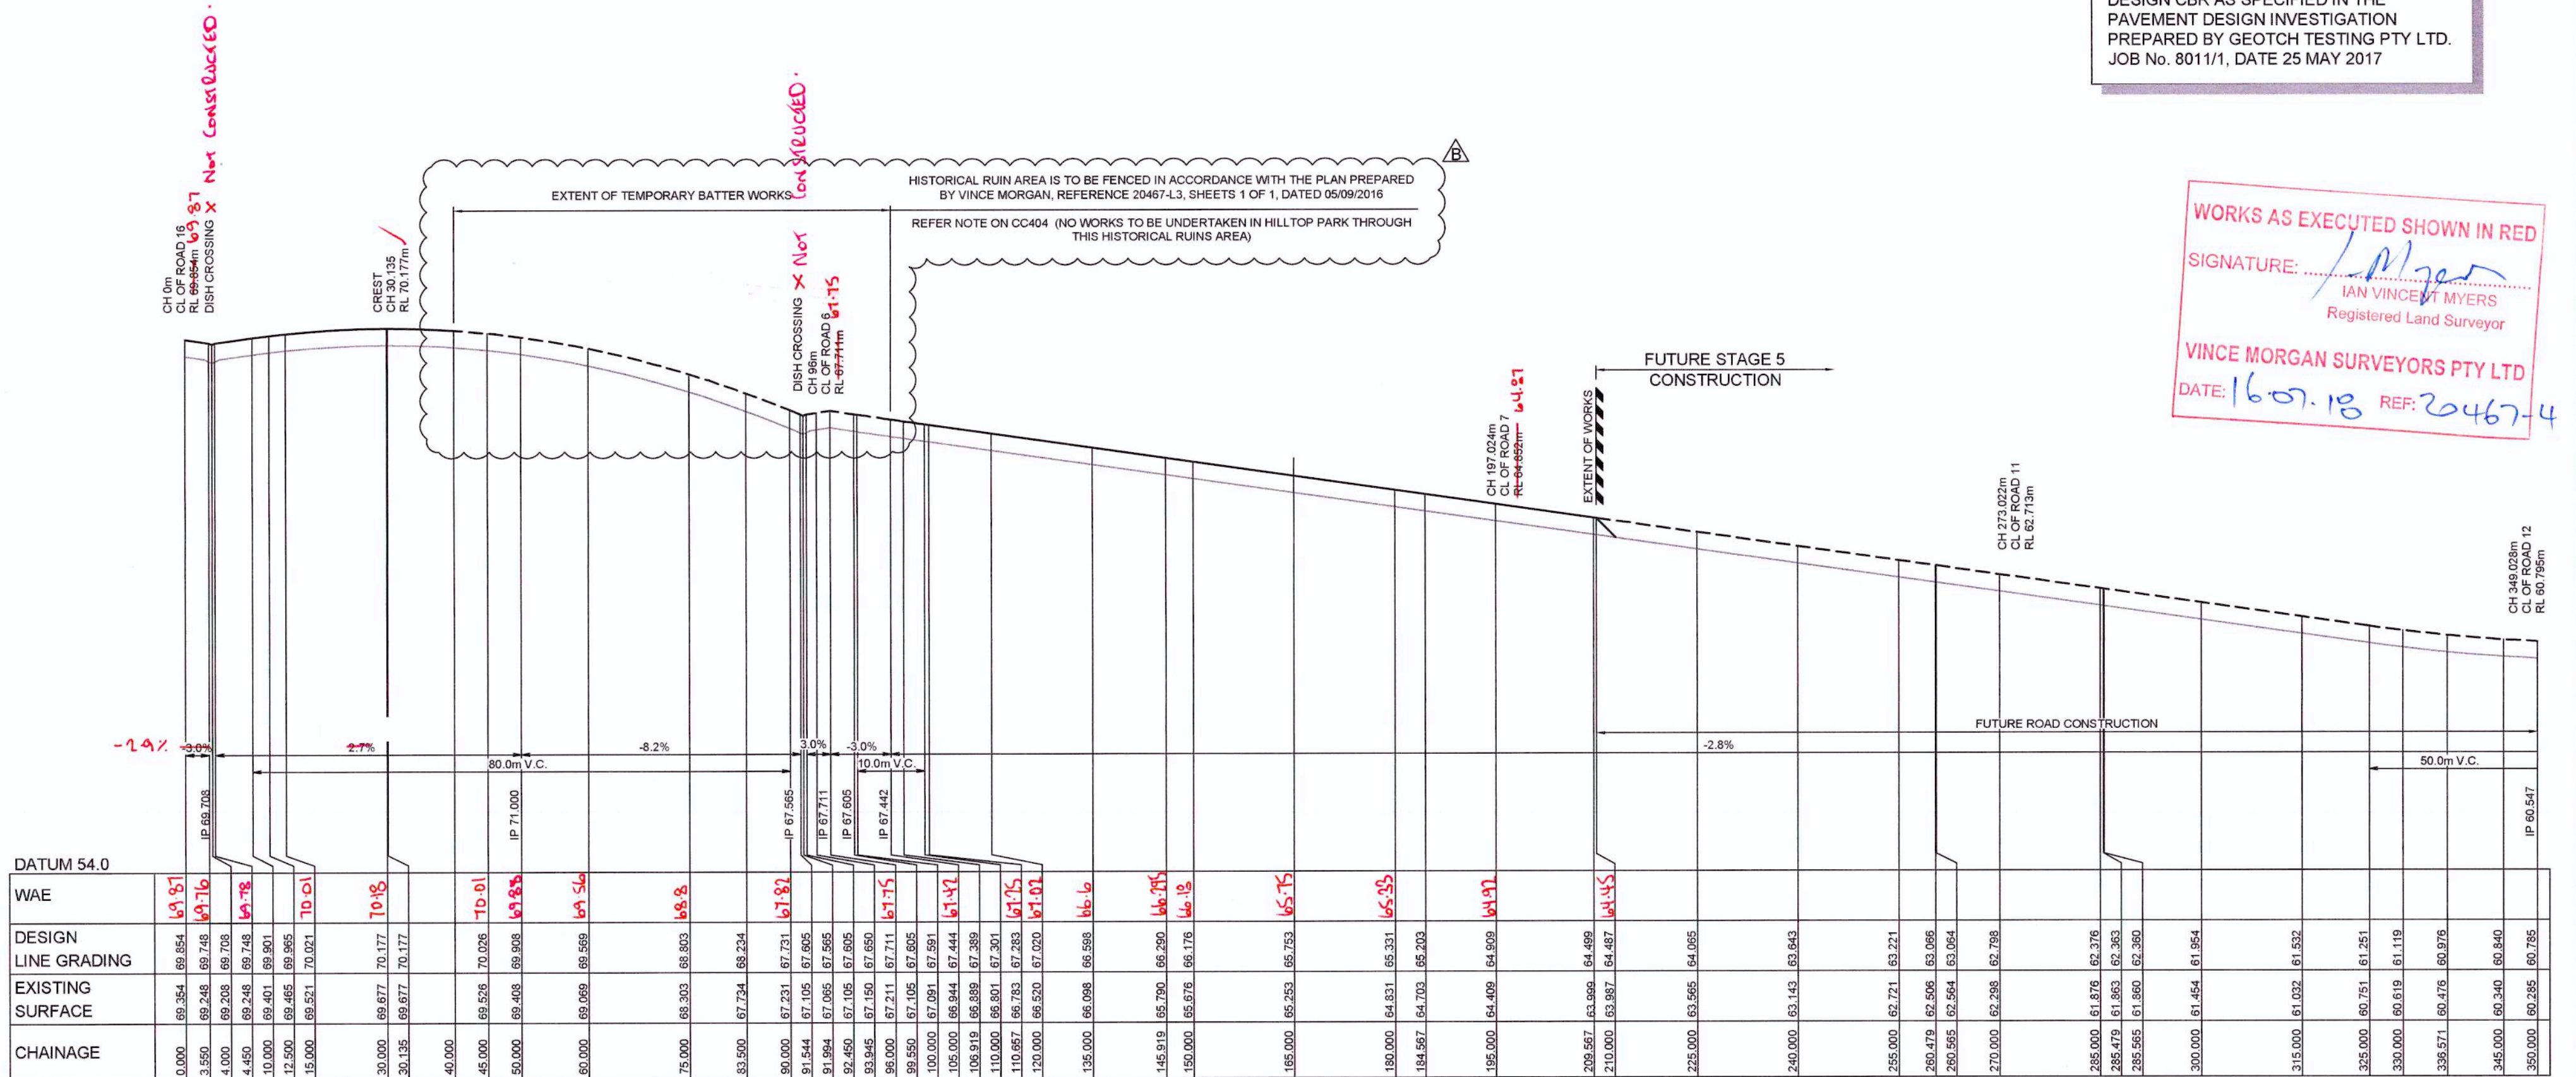 DESIGN CBR AS SPECIFIED IN THE
PAVEMENT DESIGN INVESTIGATION
PREPARED BY GEOTCH TESTING PTY LTD.
JOB No. 8011/1, DATE 25 MAY 2017
CH 0m
CL OF ROAD 16
RL 69.854m 69.87
DISH CROSSING X NOT CONSTRUCTED.
CREST
CH 30.135
RL 70.177m
EXTENT OF TEMPORARY BATTER WORKS
HISTORICAL RUIN AREA IS TO BE FENCED IN ACCORDANCE WITH THE PLAN PREPARED
BY VINCE MORGAN, REFERENCE 20467-L3, SHEETS 1 OF 1, DATED 05/09/2016
REFER NOTE ON CC404 (NO WORKS TO BE UNDERTAKEN IN HILLTOP PARK THROUGH
THIS HISTORICAL RUINS AREA)
B
DISH CROSSING X NOT CONSTRUCTED.
CH 96m
CL OF ROAD 6
RL 67.711m 67.75
WORKS AS EXECUTED SHOWN IN RED
SIGNATURE:
IAN VINCENT MYERS
Registered Land Surveyor
VINCE MORGAN SURVEYORS PTY LTD
DATE: 16.07.18 REF: 20467-4
CH 197.024m
CL OF ROAD 7
RL 64.852m 64.87
EXTENT OF WORKS
FUTURE STAGE 5
CONSTRUCTION
CH 273.022m
CL OF ROAD 11
RL 62.713m
CH 349.028m
CL OF ROAD 12
RL 60.795m
FUTURE ROAD CONSTRUCTION
-2.9% -3.0% 2.7% -8.2% 3.0% -3.0% -2.8%
80.0m V.C. 10.0m V.C. 50.0m V.C.
IP 69.708 IP 71.000 IP 67.565 IP 67.711 IP 67.605 IP 67.442 IP 60.547
DATUM 54.0
WAE 69.87 69.76 69.78 70.01 70.18 70.01 69.88 69.56 68.8 67.82 67.75 67.42 67.25 67.02 66.6 66.295 66.18 65.75 65.33 64.92 64.45
DESIGN
LINE GRADING 69.854 69.748 69.708 69.748 69.901 69.965 70.021 70.177 70.177 70.026 69.908 69.569 68.803 68.234 67.731 67.605 67.565 67.605 67.650 67.711 67.605 67.591 67.444 67.389 67.301 67.283 67.020 66.598 66.290 66.176 65.753 65.331 65.203 64.909 64.499 64.487 64.065 63.643 63.221 63.066 63.064 62.798 62.376 62.363 62.360 61.954 61.532 61.251 61.119 60.976 60.840 60.785
EXISTING
SURFACE 69.354 69.248 69.208 69.248 69.401 69.465 69.521 69.677 69.677 69.526 69.408 69.069 68.303 67.734 67.231 67.105 67.065 67.105 67.150 67.211 67.105 67.091 66.944 66.889 66.801 66.783 66.520 66.098 65.790 65.676 65.253 64.831 64.703 64.409 63.999 63.987 63.565 63.143 62.721 62.506 62.564 62.298 61.876 61.863 61.860 61.454 61.032 60.751 60.619 60.476 60.340 60.285
CHAINAGE 0.000 3.550 4.000 4.450 10.000 12.500 15.000 30.000 30.135 40.000 45.000 50.000 60.000 75.000 83.500 90.000 91.544 91.994 92.450 93.945 96.000 99.550 100.000 105.000 106.919 110.000 110.657 120.000 135.000 145.919 150.000 165.000 180.000 184.567 195.000 209.567 210.000 225.000 240.000 255.000 260.479 260.565 270.000 285.000 285.479 285.565 300.000 315.000 325.000 330.000 336.571 345.000 350.000